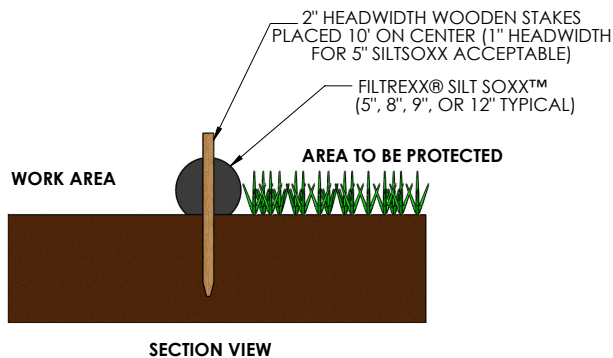 2" HEADWIDTH WOODEN STAKES
PLACED 10' ON CENTER (1" HEADWIDTH
FOR 5" SILTSOXX ACCEPTABLE)
FILTREXX® SILT SOXX™
(5", 8", 9", OR 12" TYPICAL)
AREA TO BE PROTECTED
WORK AREA
SECTION VIEW